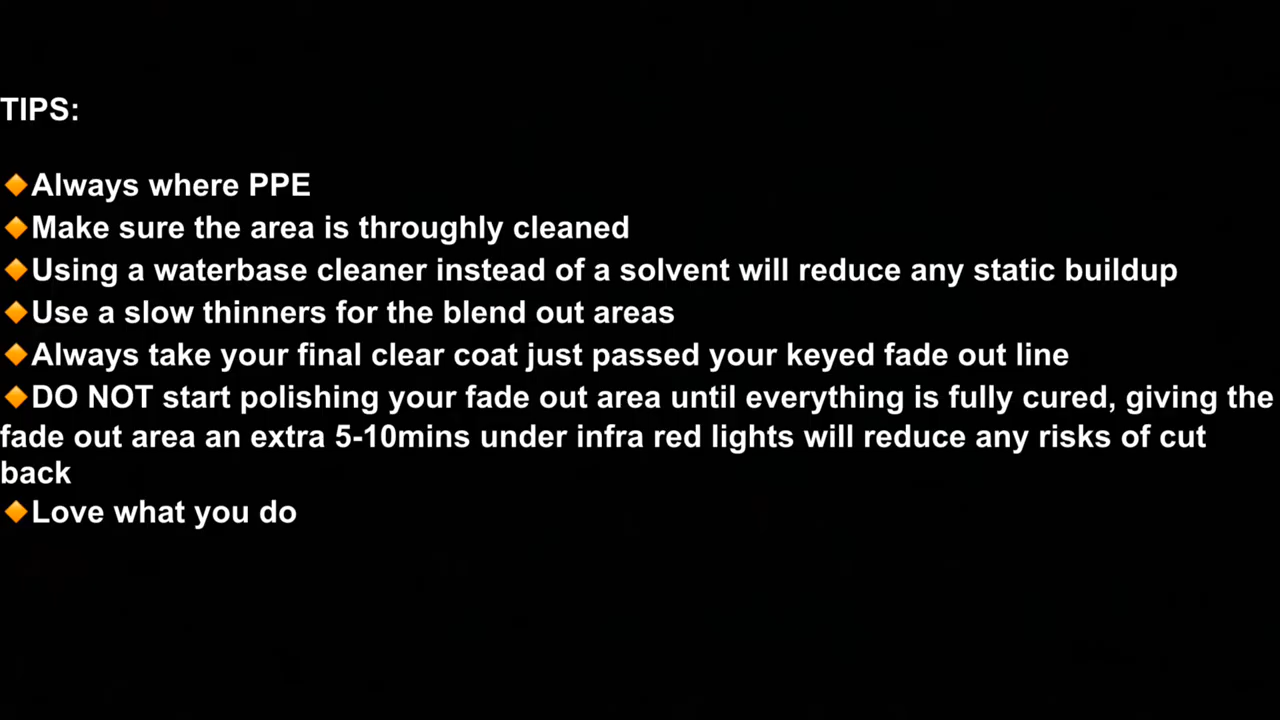 TIPS:
🔸Always where PPE
🔸Make sure the area is throughly cleaned
🔸Using a waterbase cleaner instead of a solvent will reduce any static buildup
🔸Use a slow thinners for the blend out areas
🔸Always take your final clear coat just passed your keyed fade out line
🔸DO NOT start polishing your fade out area until everything is fully cured, giving the
fade out area an extra 5-10mins under infra red lights will reduce any risks of cut
back
🔸Love what you do